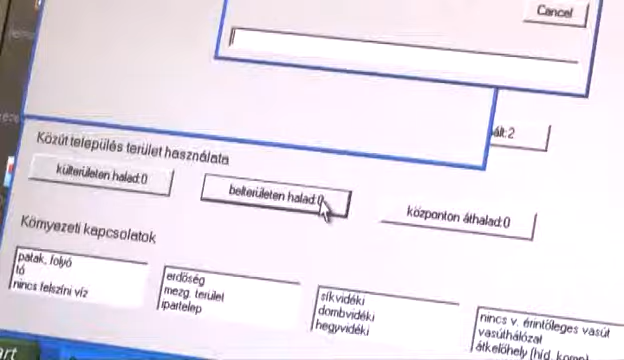 Cancel
ált:2
Közút település terület használata
külterületen halad:0
belterületen halad:0
központon áthalad:0
Környezeti kapcsolatok
patak, folyó
tó
nincs felszíni víz
erdőség
mezg. terület
ipartelep
síkvidéki
dombvidéki
hegyvidéki
nincs v. érintőleges vasút
vasúthálózat
átkelőhely (híd, komp)
art